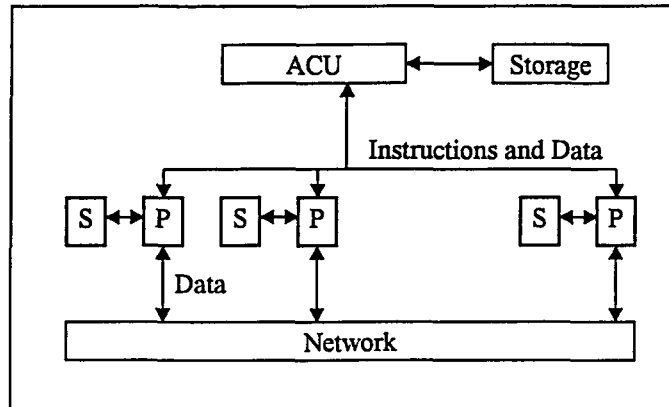 ACU Storage
Instructions and Data
S P S P S P
Data
Network